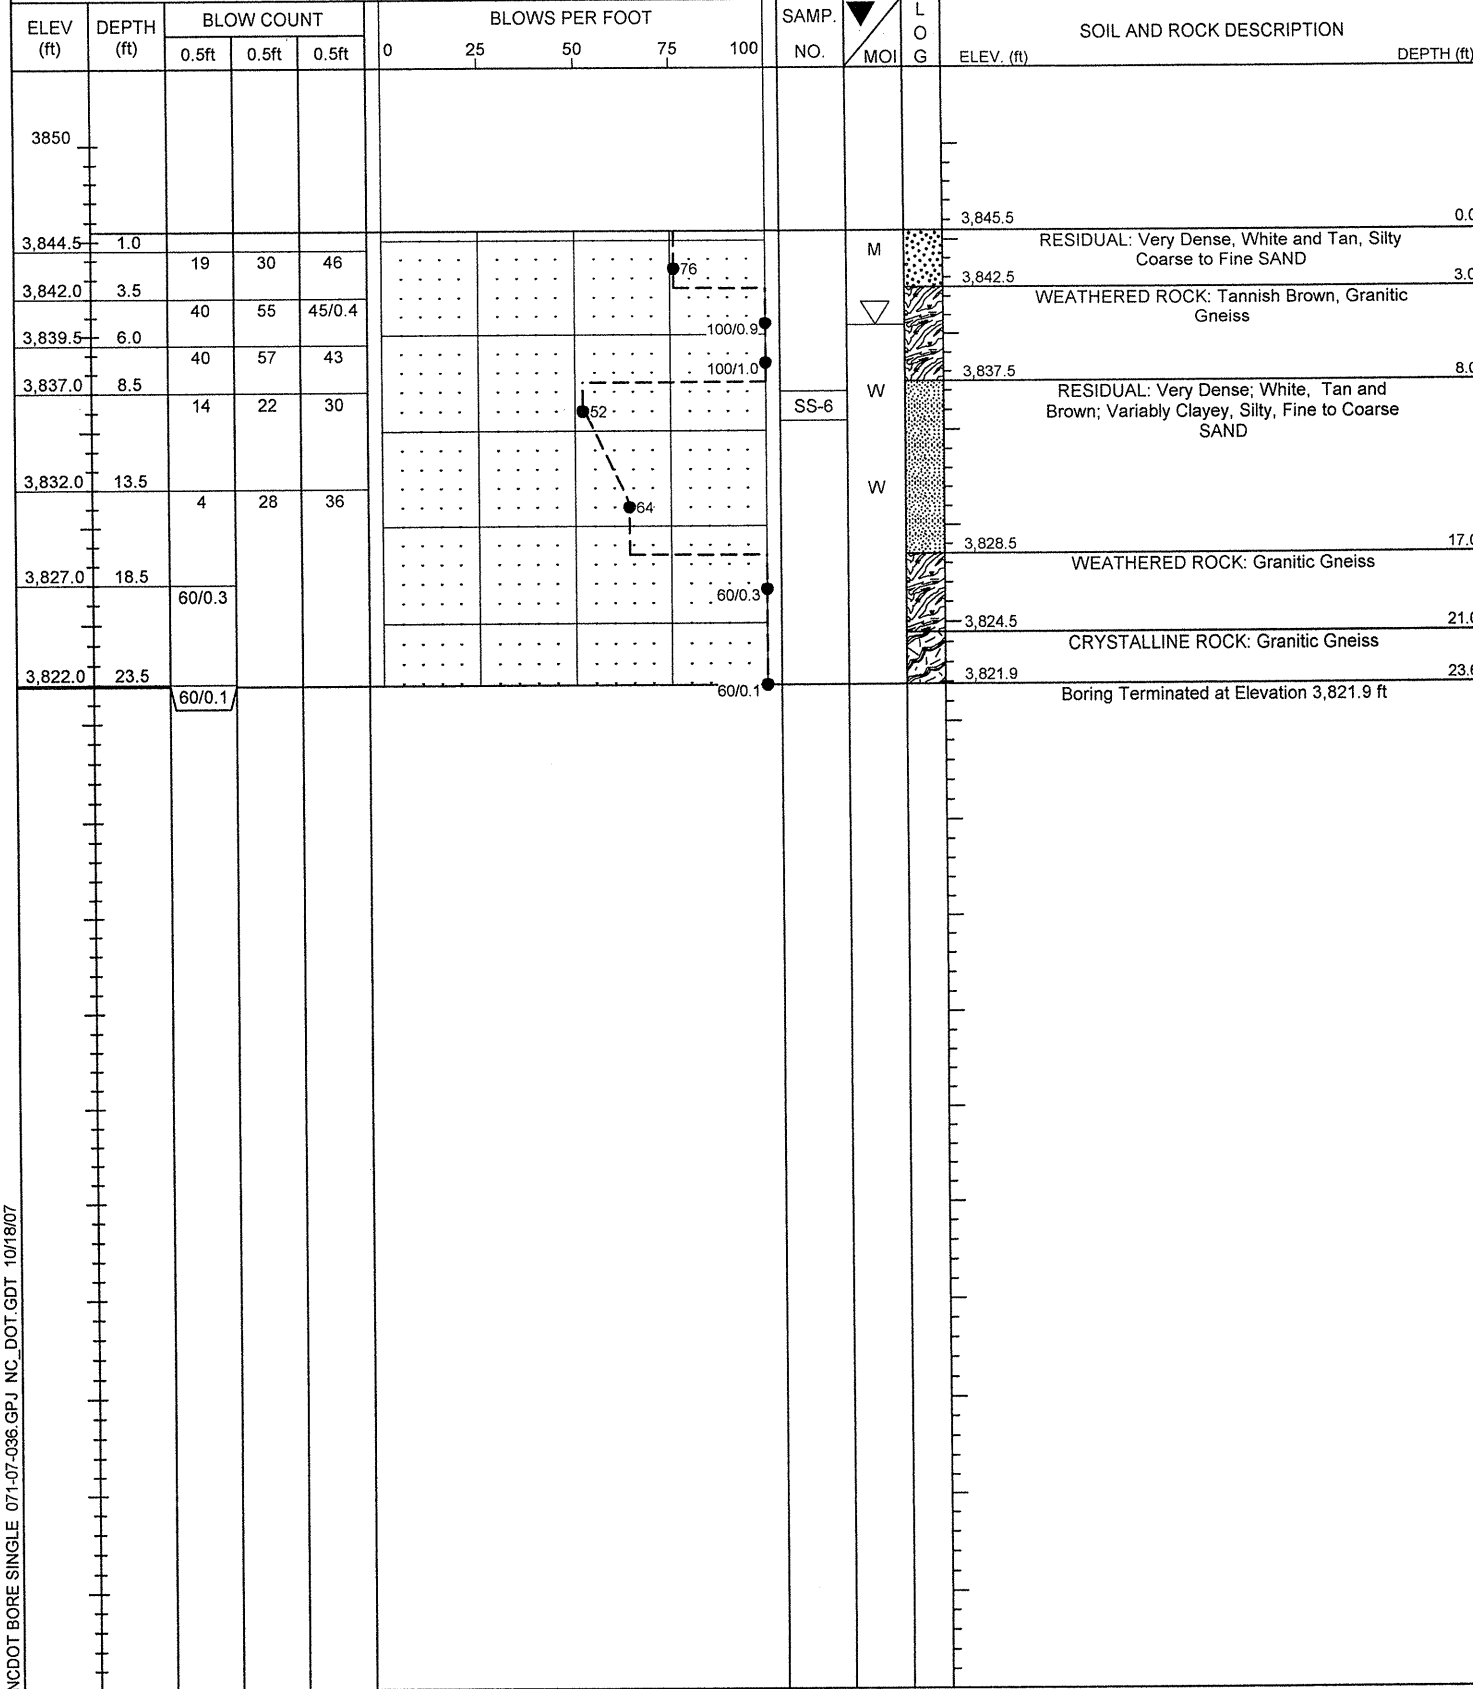 ELEV (ft) DEPTH (ft) BLOW COUNT 0.5ft 0.5ft 0.5ft BLOWS PER FOOT 0 25 50 75 100 SAMP. NO. MOI L O G SOIL AND ROCK DESCRIPTION ELEV. (ft) DEPTH (ft)
3850
3,845.5 0.0
3,844.5 1.0 19 30 46 76 M RESIDUAL: Very Dense, White and Tan, Silty
Coarse to Fine SAND
3,842.5 3.0
3,842.0 3.5 40 55 45/0.4 100/0.9 WEATHERED ROCK: Tannish Brown, Granitic
Gneiss
3,839.5 6.0 40 57 43 100/1.0
3,837.5 8.0
3,837.0 8.5 14 22 30 52 SS-6 W RESIDUAL: Very Dense; White, Tan and
Brown; Variably Clayey, Silty, Fine to Coarse
SAND
3,832.0 13.5 4 28 36 64 W
3,828.5 17.0
WEATHERED ROCK: Granitic Gneiss
3,827.0 18.5 60/0.3 60/0.3
3,824.5 21.0
CRYSTALLINE ROCK: Granitic Gneiss
3,822.0 23.5 60/0.1 60/0.1 3,821.9 23.6
Boring Terminated at Elevation 3,821.9 ft
NCDOT BORE SINGLE 071-07-036.GPJ NC_DOT.GDT 10/18/07